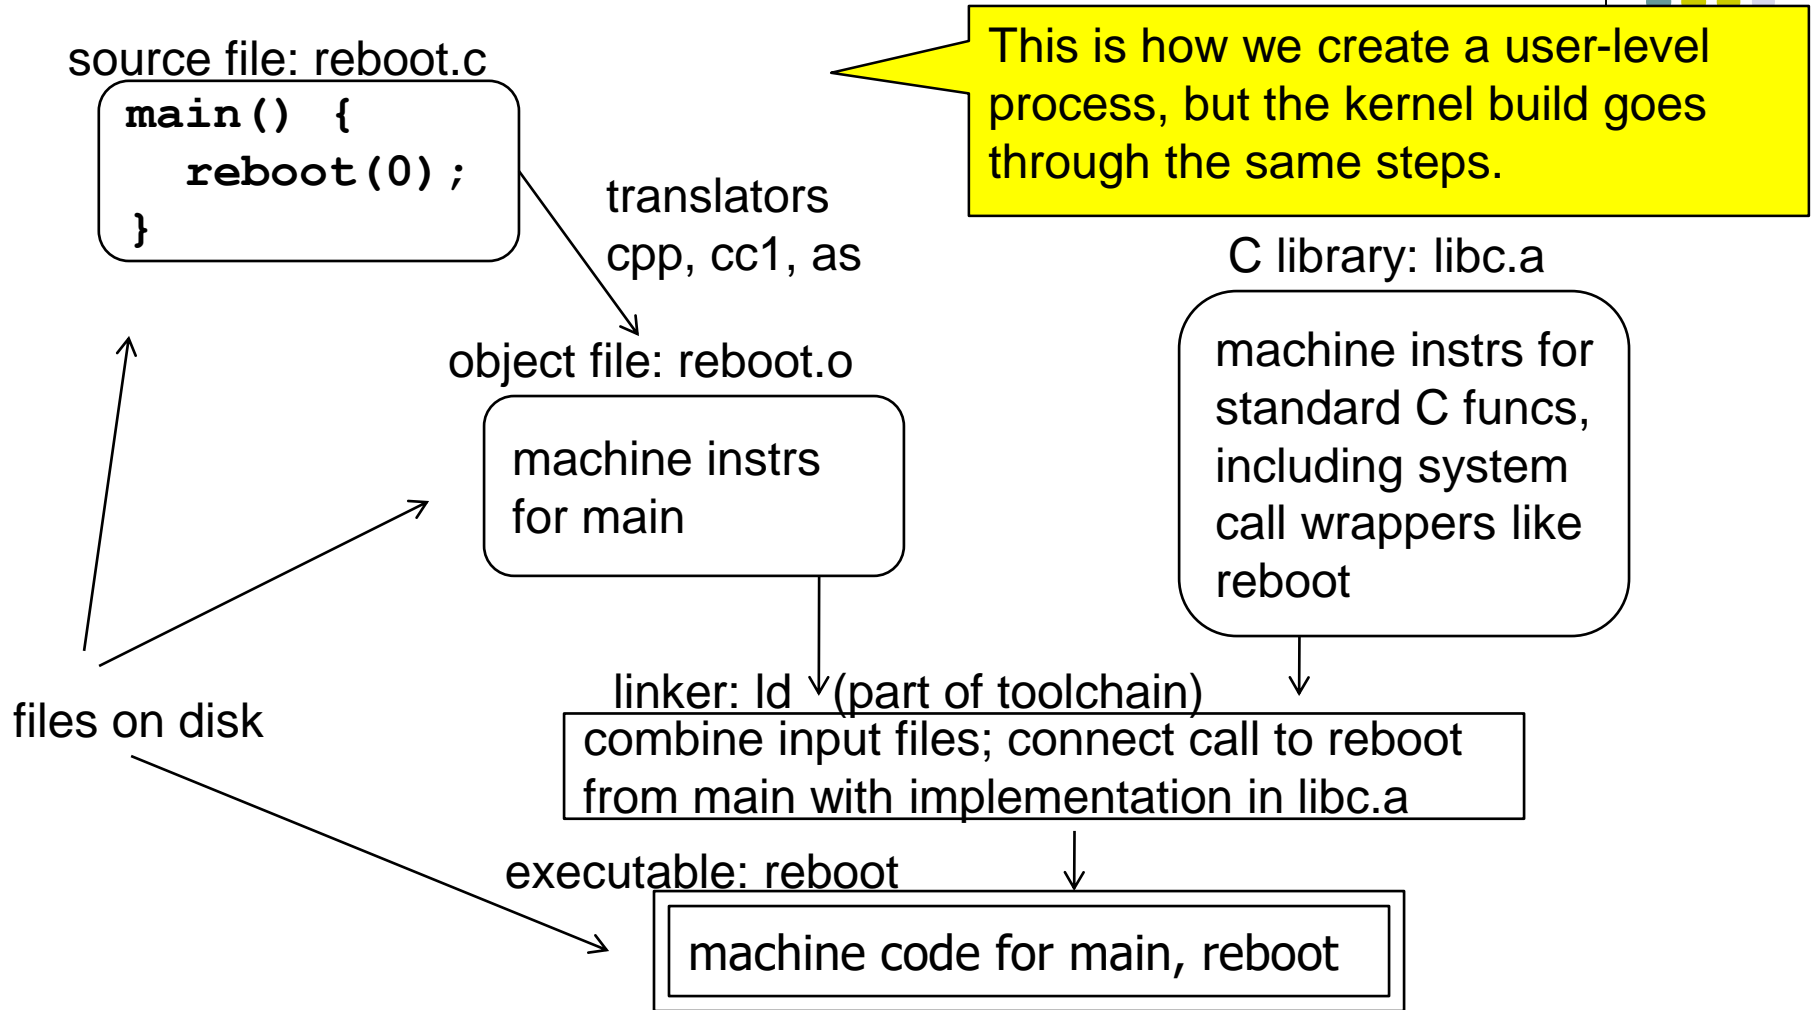 source file: reboot.c
main() {
reboot(0);
}
This is how we create a user-level
process, but the kernel build goes
through the same steps.
translators
cpp, cc1, as
C library: libc.a
machine instrs for
standard C funcs,
including system
call wrappers like
reboot
object file: reboot.o
machine instrs
for main
files on disk
linker: ld (part of toolchain)
combine input files; connect call to reboot
from main with implementation in libc.a
executable: reboot
machine code for main, reboot